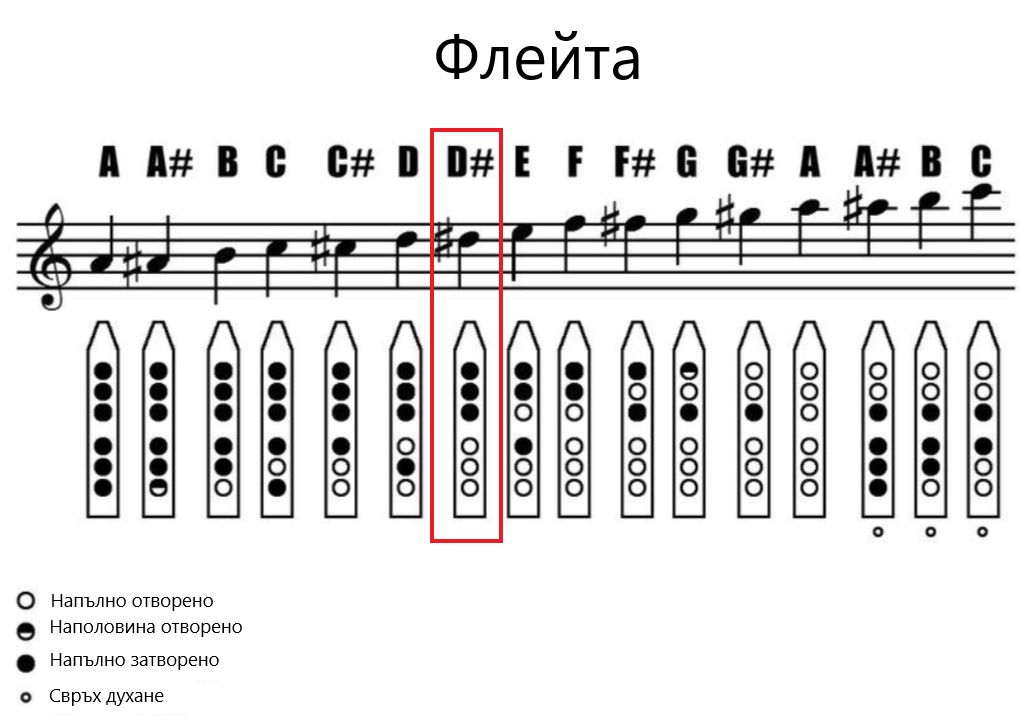 Флейта
A A# B C C# D D# E F F# G G# A A# B C
Напълно отворено
Наполовина отворено
Напълно затворено
Свръх духане